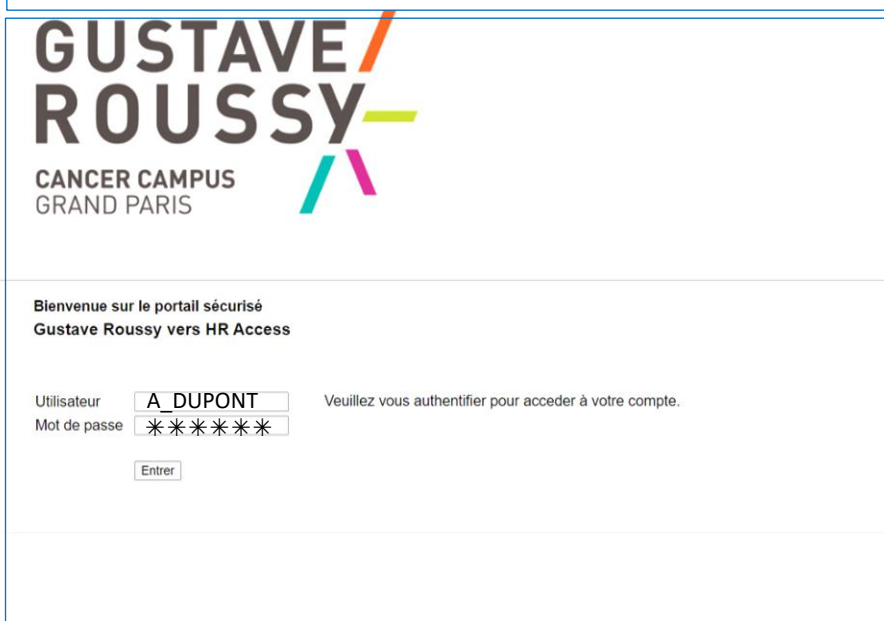 GUSTAVE
ROUSSY
CANCER CAMPUS
GRAND PARIS
Bienvenue sur le portail sécurisé
Gustave Roussy vers HR Access
Utilisateur A_DUPONT Veuillez vous authentifier pour acceder à votre compte.
Mot de passe ******
Entrer